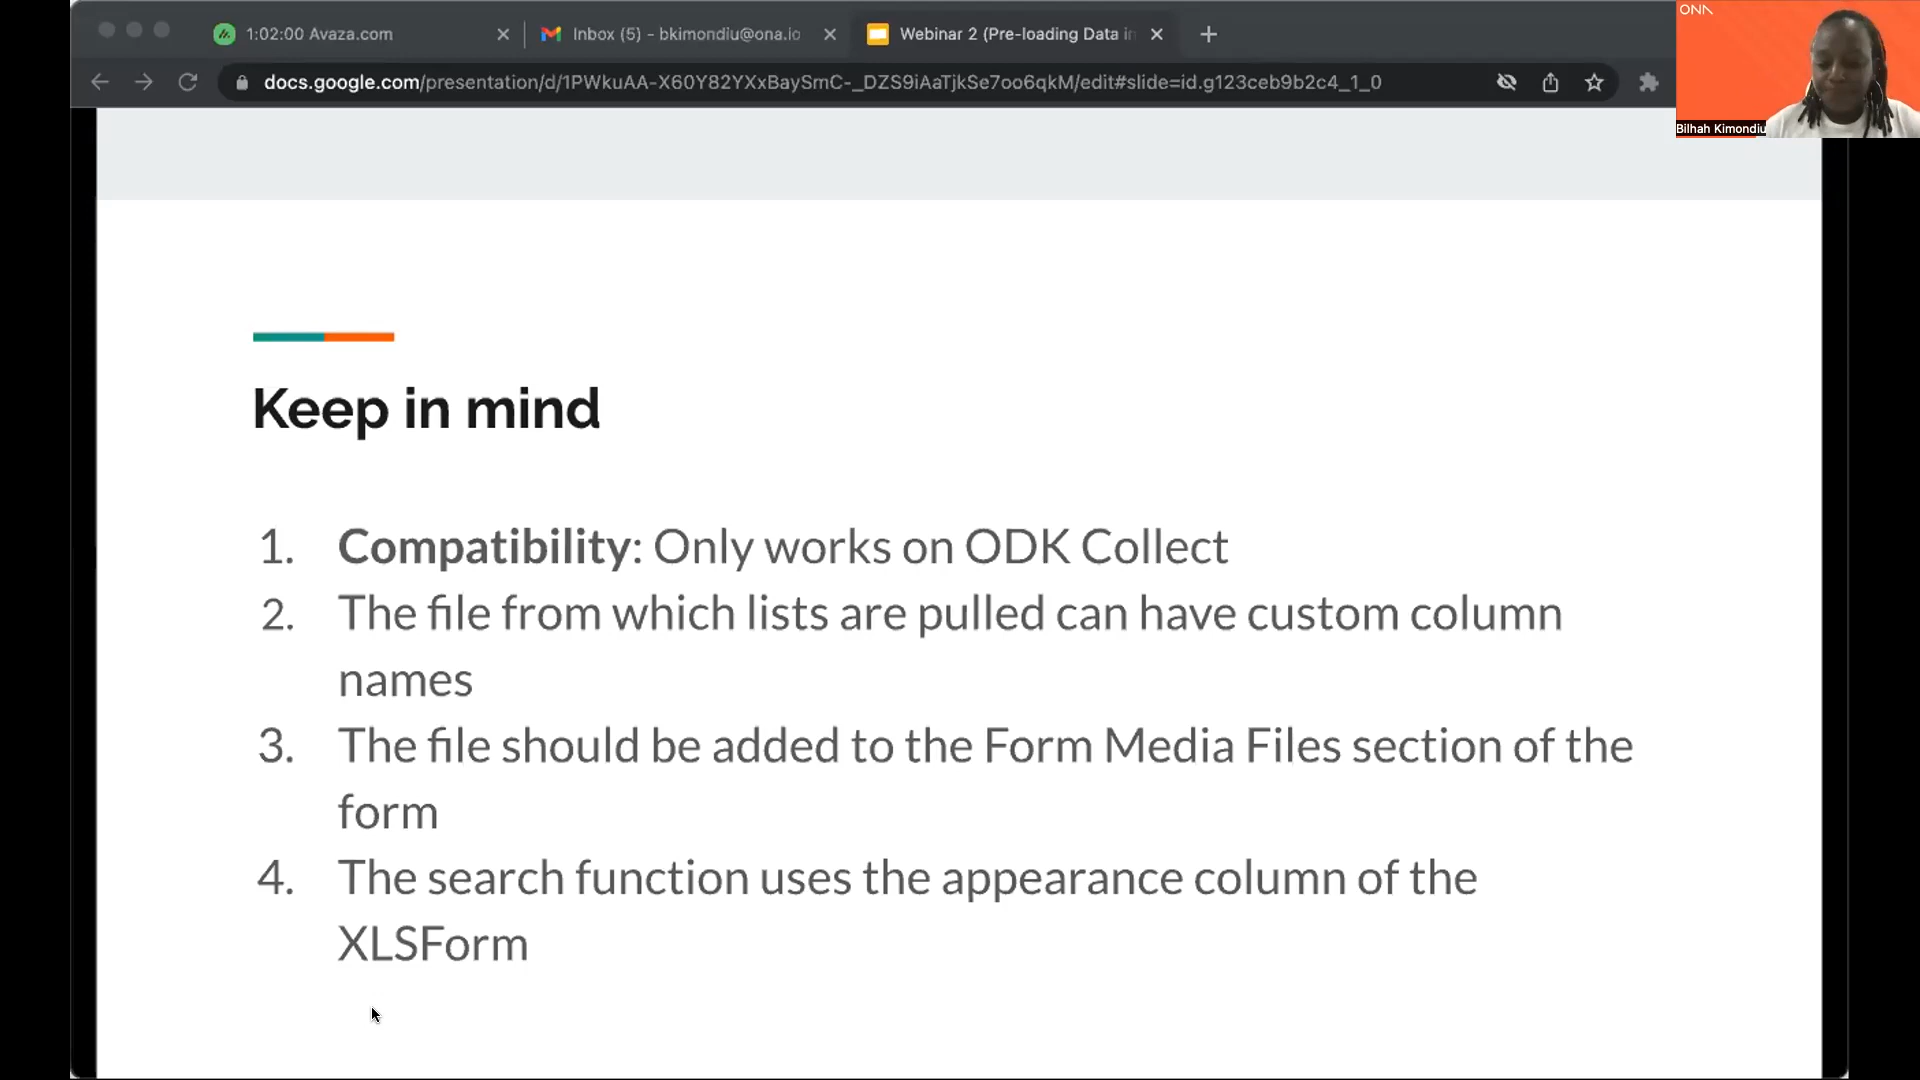 1:02:00 Avaza.com
Inbox (5) - bkimondiu@ona.io
Webinar 2 (Pre-loading Data in
docs.google.com/presentation/d/1PWkuAA-X60Y82YXxBaySmC-_DZS9iAaTjkSe7oo6qkM/edit#slide=id.g123ceb9b2c4_1_0
ONA
Bilhah Kimondiu
Keep in mind
1. Compatibility: Only works on ODK Collect
2. The file from which lists are pulled can have custom column
names
3. The file should be added to the Form Media Files section of the
form
4. The search function uses the appearance column of the
XLSForm